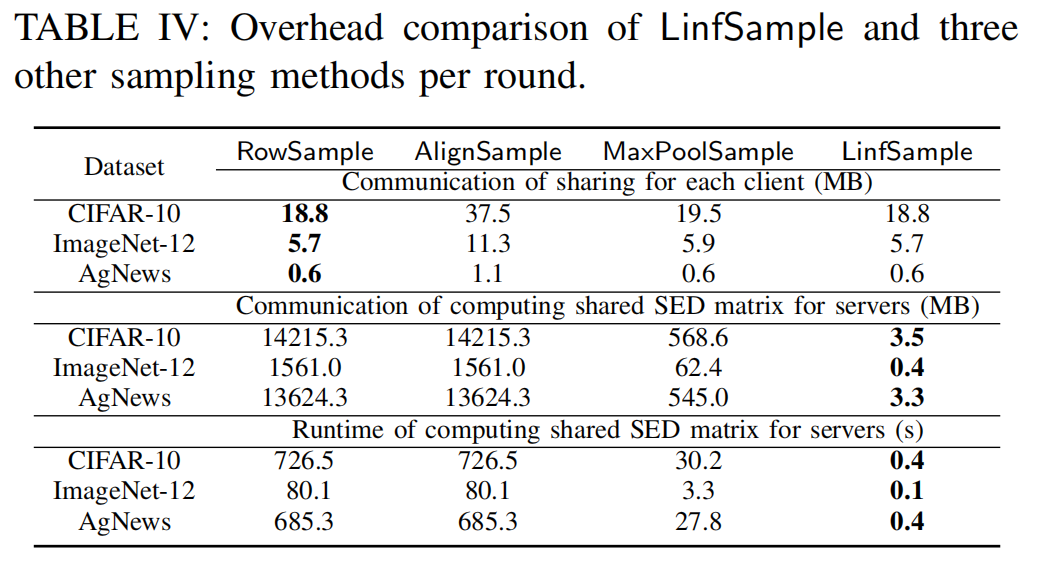 TABLE IV: Overhead comparison of LinfSample and three
other sampling methods per round.
Dataset RowSample AlignSample MaxPoolSample LinfSample
Communication of sharing for each client (MB)
CIFAR-10 18.8 37.5 19.5 18.8
ImageNet-12 5.7 11.3 5.9 5.7
AgNews 0.6 1.1 0.6 0.6
Communication of computing shared SED matrix for servers (MB)
CIFAR-10 14215.3 14215.3 568.6 3.5
ImageNet-12 1561.0 1561.0 62.4 0.4
AgNews 13624.3 13624.3 545.0 3.3
Runtime of computing shared SED matrix for servers (s)
CIFAR-10 726.5 726.5 30.2 0.4
ImageNet-12 80.1 80.1 3.3 0.1
AgNews 685.3 685.3 27.8 0.4